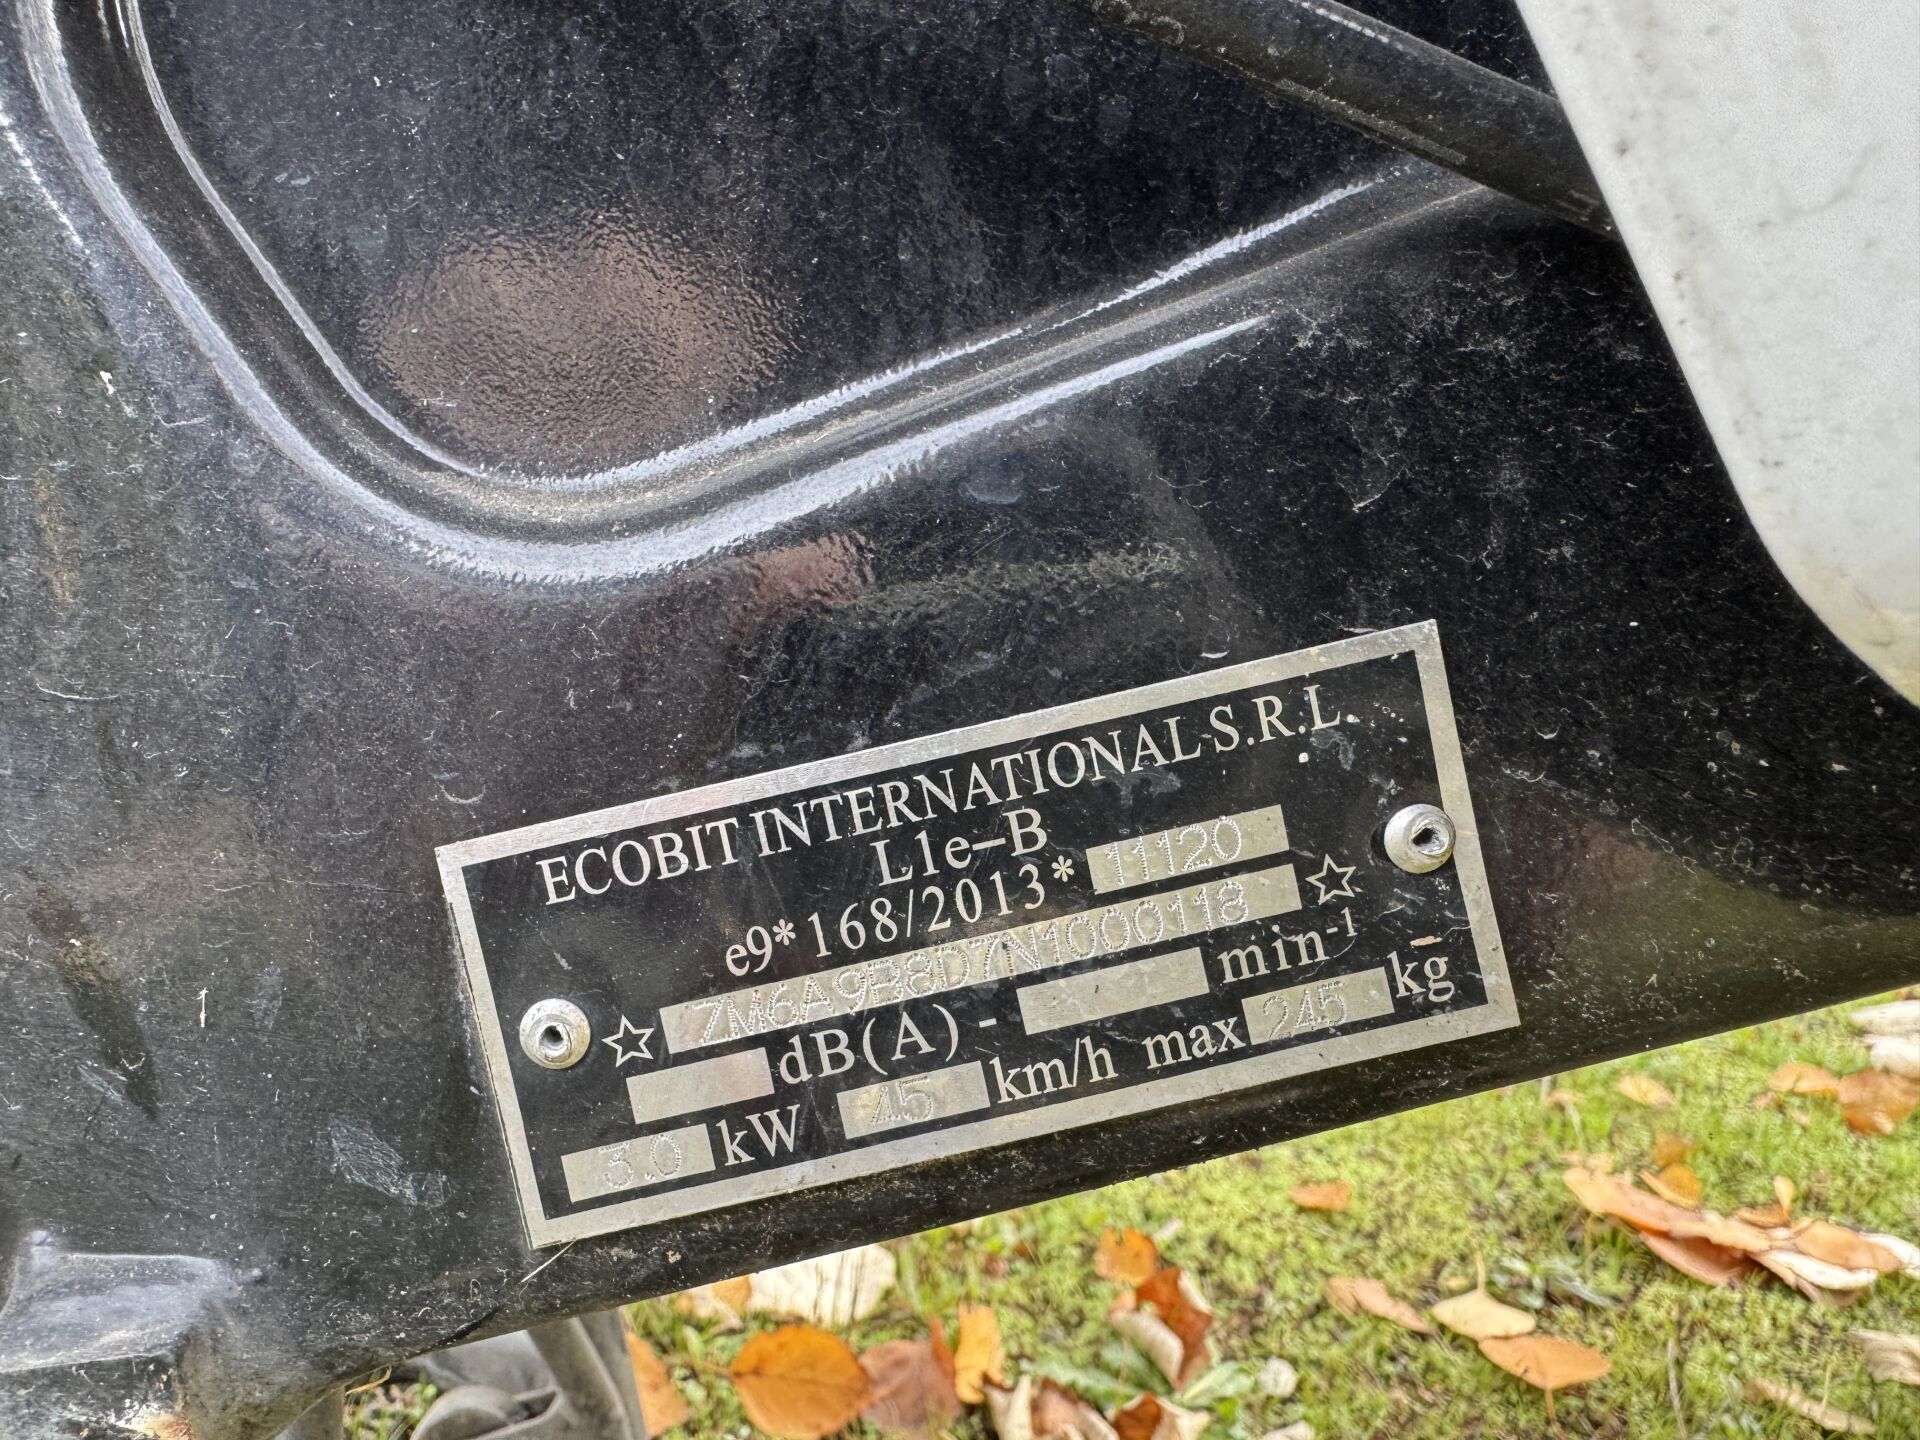 ECOBIT INTERNATIONAL S.R.L.
L1e-B
e9*168/2013* 11120
☆ ZM6A9B8D7N1000118 ☆
dB(A) - min-1
3.0 kW 45 km/h max 245 kg